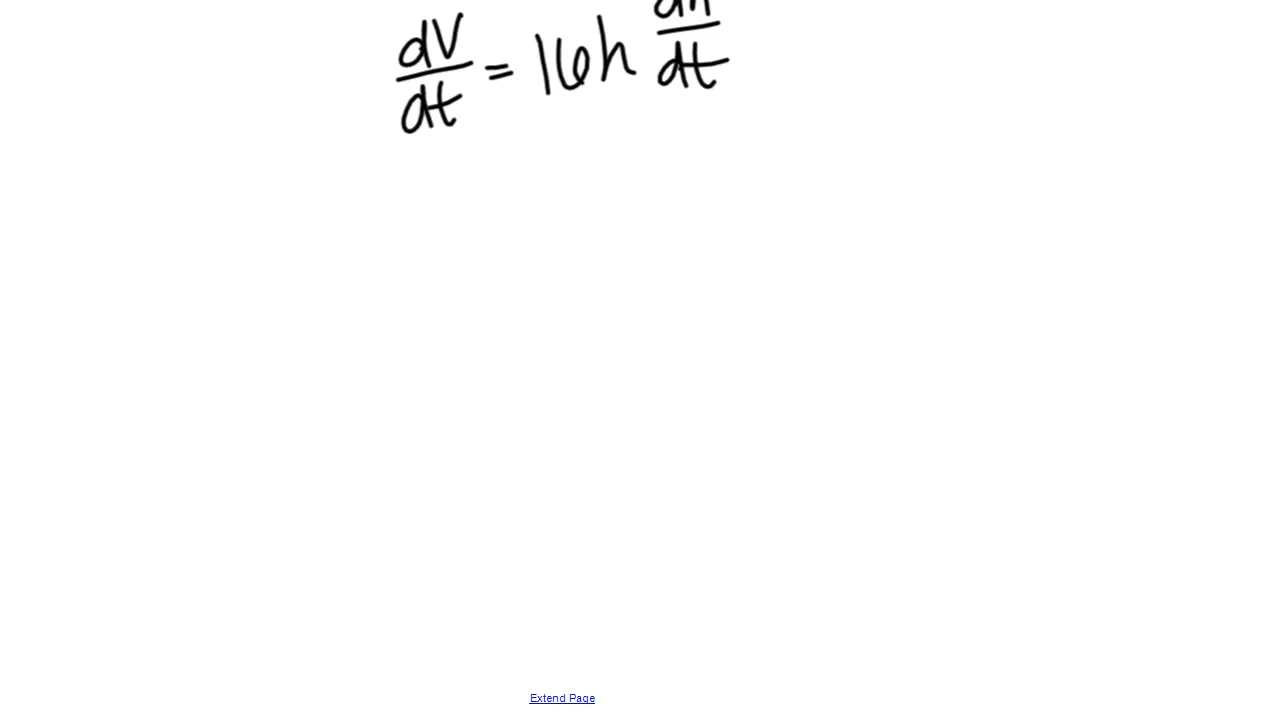 dV/dt = 16h dh/dt
Extend Page